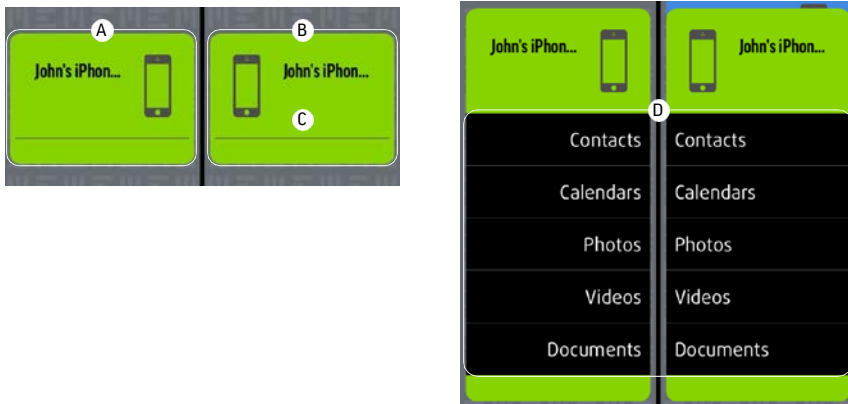 A
B
John's iPhon...
John's iPhon...
C
John's iPhon...
John's iPhon...
D
Contacts
Contacts
Calendars
Calendars
Photos
Photos
Videos
Videos
Documents
Documents